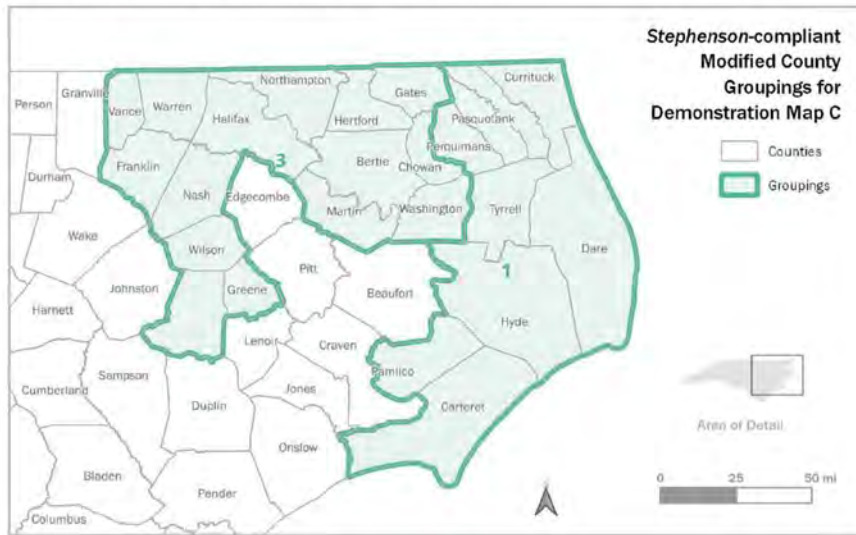 Stephenson-compliant
Modified County
Groupings for
Demonstration Map C
Counties
Groupings
Person
Granville
Vance
Warren
Northampton
Gates
Currituck
Halifax
Hertford
Pasquotank
Perquimans
Franklin
Bertie
Chowan
3
Durham
Nash
Edgecombe
Martin
Washington
Tyrrell
Wake
Dare
Wilson
Pitt
1
Johnston
Greene
Beaufort
Harnett
Hyde
Lenoir
Craven
Sampson
Pamlico
Cumberland
Jones
Duplin
Carteret
Onslow
Bladen
Pender
Columbus
Area of Detail
0 25 50 mi